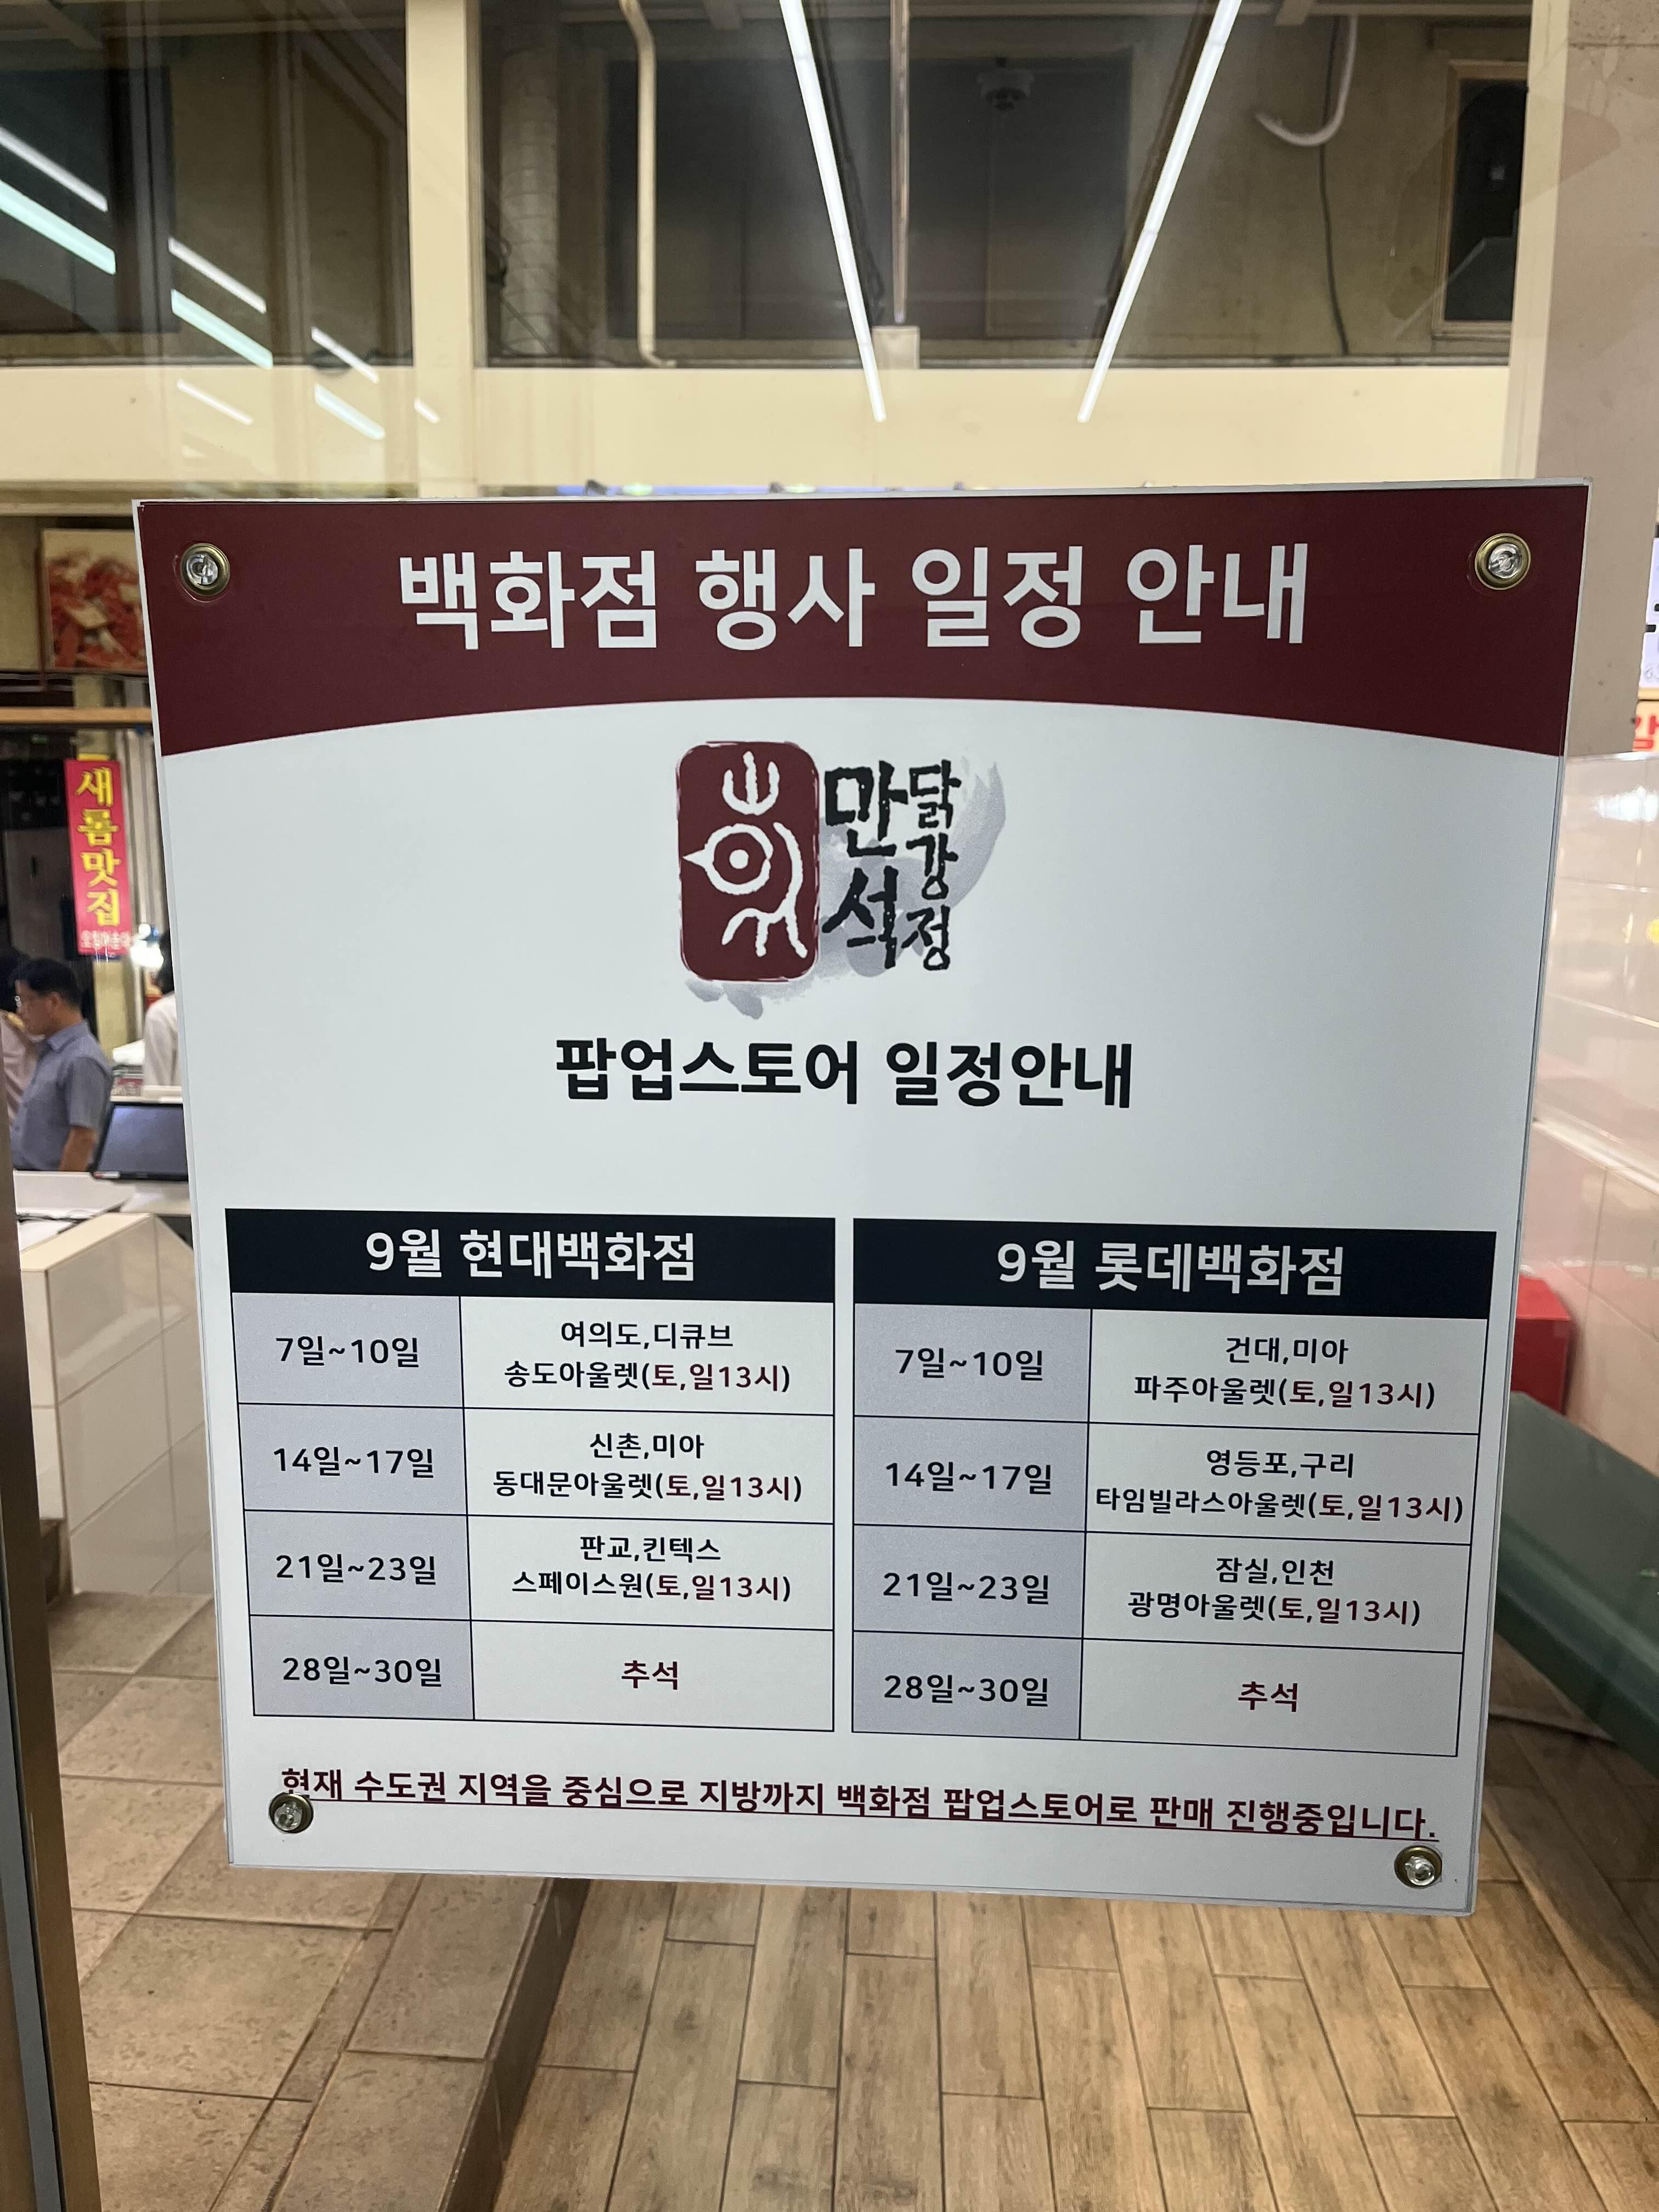 백화점 행사 일정 안내
만석
닭강정
팝업스토어 일정안내
9월 현대백화점
7일~10일
여의도,디큐브
송도아울렛(토,일13시)
14일~17일
신촌,미아
동대문아울렛(토,일13시)
21일~23일
판교,킨텍스
스페이스원(토,일13시)
28일~30일
추석
9월 롯데백화점
7일~10일
건대,미아
파주아울렛(토,일13시)
14일~17일
영등포,구리
타임빌라스아울렛(토,일13시)
21일~23일
잠실,인천
광명아울렛(토,일13시)
28일~30일
추석
현재 수도권 지역을 중심으로 지방까지 백화점 팝업스토어로 판매 진행중입니다.
새롬맛집